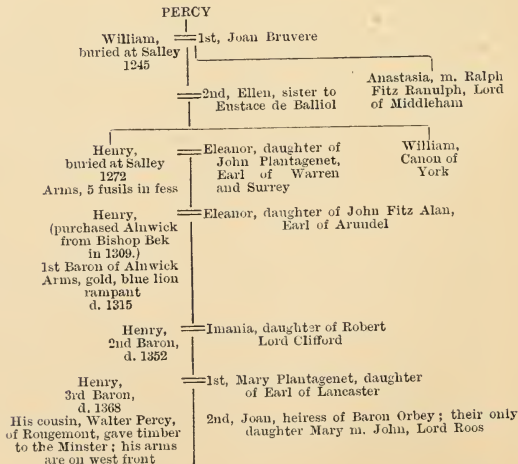 PERCY
William,
buried at Salley
1245
1st, Joan Bruvere
Anastasia, m. Ralph
Fitz Ranulph, Lord
of Middleham
2nd, Ellen, sister to
Eustace de Balliol
Henry,
buried at Salley
1272
Arms, 5 fusils in fess
Eleanor, daughter of
John Plantagenet,
Earl of Warren
and Surrey
William,
Canon of
York
Henry,
(purchased Alnwick
from Bishop Bek
in 1309.)
1st Baron of Alnwick
Arms, gold, blue lion
rampant
d. 1315
Eleanor, daughter of John Fitz Alan,
Earl of Arundel
Henry,
2nd Baron,
d. 1352
Imania, daughter of Robert
Lord Clifford
Henry,
3rd Baron,
d. 1368
His cousin, Walter Percy,
of Rougemont, gave timber
to the Minster; his arms
are on west front
1st, Mary Plantagenet, daughter
of Earl of Lancaster
2nd, Joan, heiress of Baron Orbey; their only
daughter Mary m. John, Lord Roos